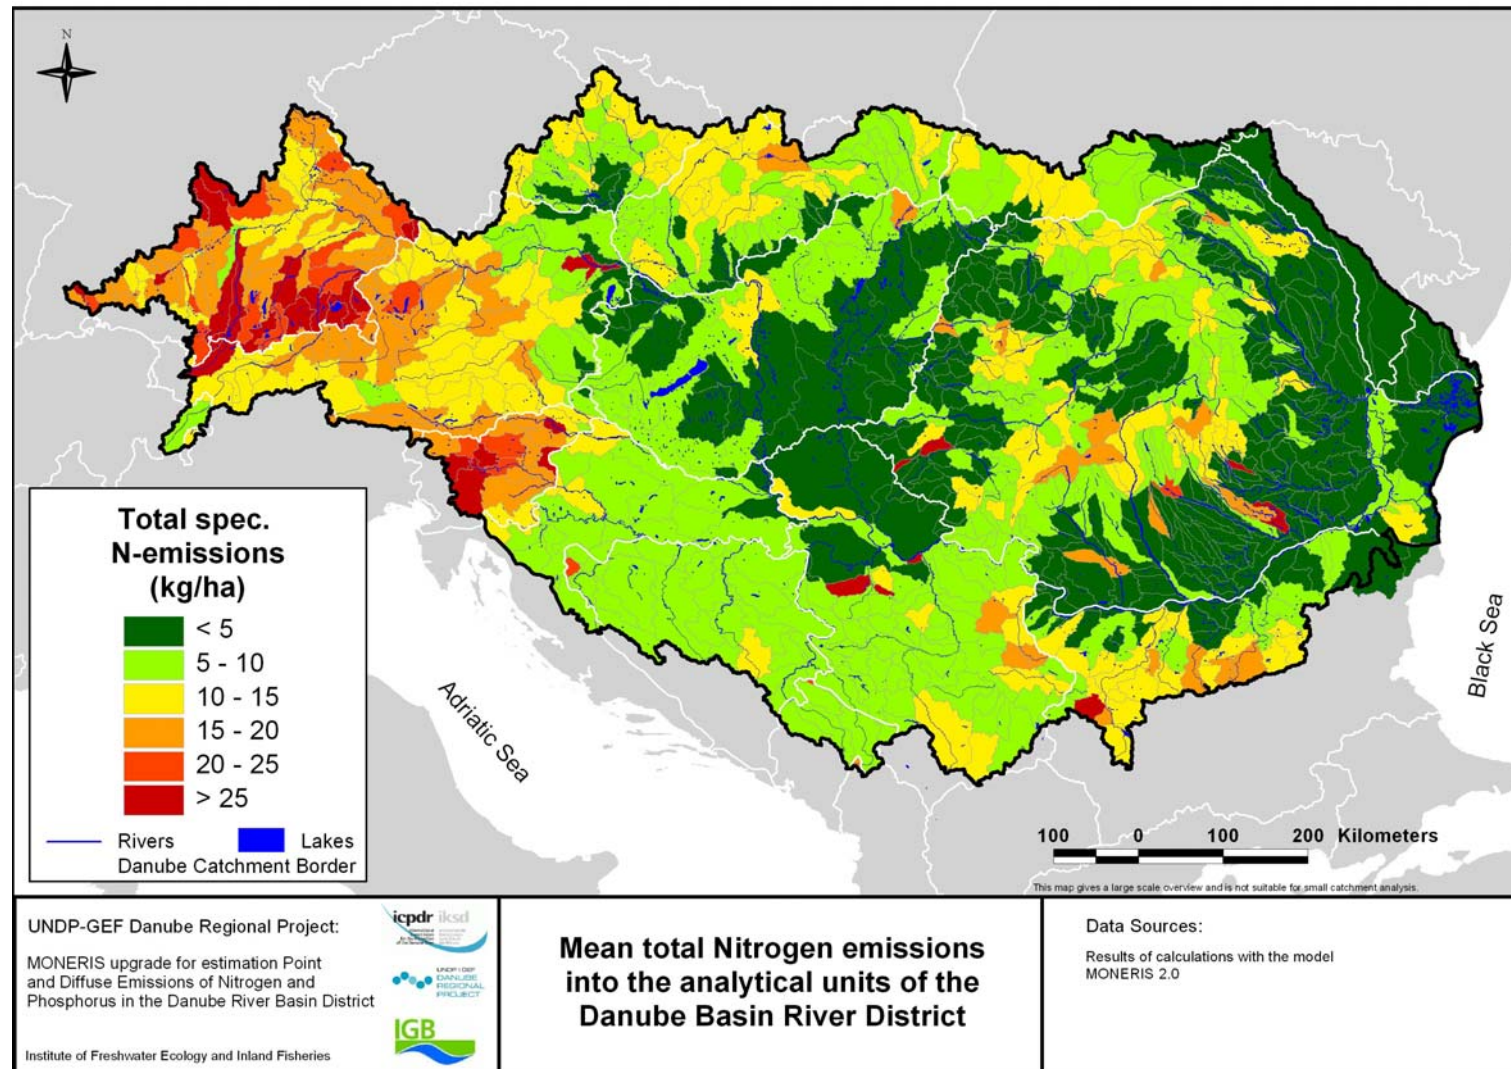 N
Total spec.
N-emissions
(kg/ha)
< 5
5 - 10
10 - 15
15 - 20
20 - 25
> 25
Rivers
Lakes
Danube Catchment Border
Adriatic Sea
Black Sea
100 0 100 200 Kilometers
This map gives a large scale overview and is not suitable for small catchment analysis.
UNDP-GEF Danube Regional Project:
MONERIS upgrade for estimation Point
and Diffuse Emissions of Nitrogen and
Phosphorus in the Danube River Basin District
Institute of Freshwater Ecology and Inland Fisheries
icpdr iksd
UNDP | GEF
DANUBE
REGIONAL
PROJECT
IGB
Mean total Nitrogen emissions
into the analytical units of the
Danube Basin River District
Data Sources:
Results of calculations with the model
MONERIS 2.0